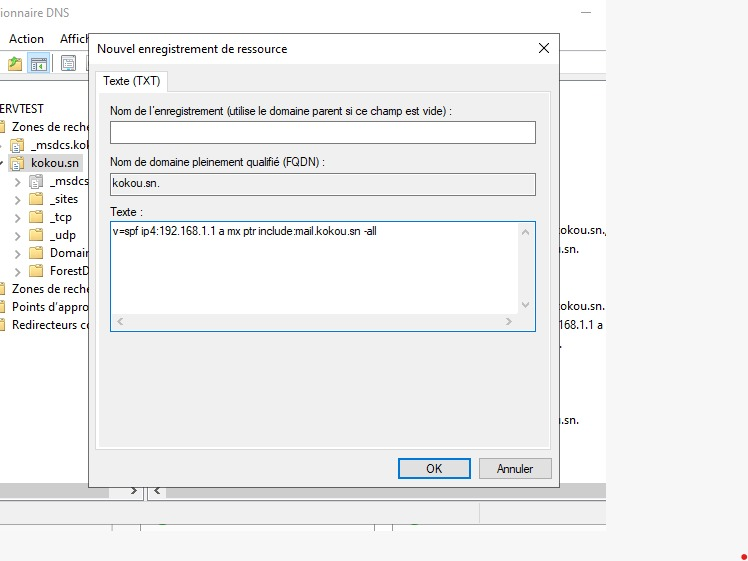 ionnaire DNS
Action Affich
Nouvel enregistrement de ressource
Texte (TXT)
Nom de l'enregistrement (utilise le domaine parent si ce champ est vide) :
Nom de domaine pleinement qualifié (FQDN) :
kokou.sn.
Texte :
v=spf ip4:192.168.1.1 a mx ptr include:mail.kokou.sn -all
OK
Annuler
ERVTEST
Zones de reche
_msdcs.kok
kokou.sn
_msdcs
_sites
_tcp
_udp
Domain
ForestD
Zones de reche
Points d'appro
Redirecteurs co
okou.sn.,
u.sn.
okou.sn.
168.1.1 a
u.sn.